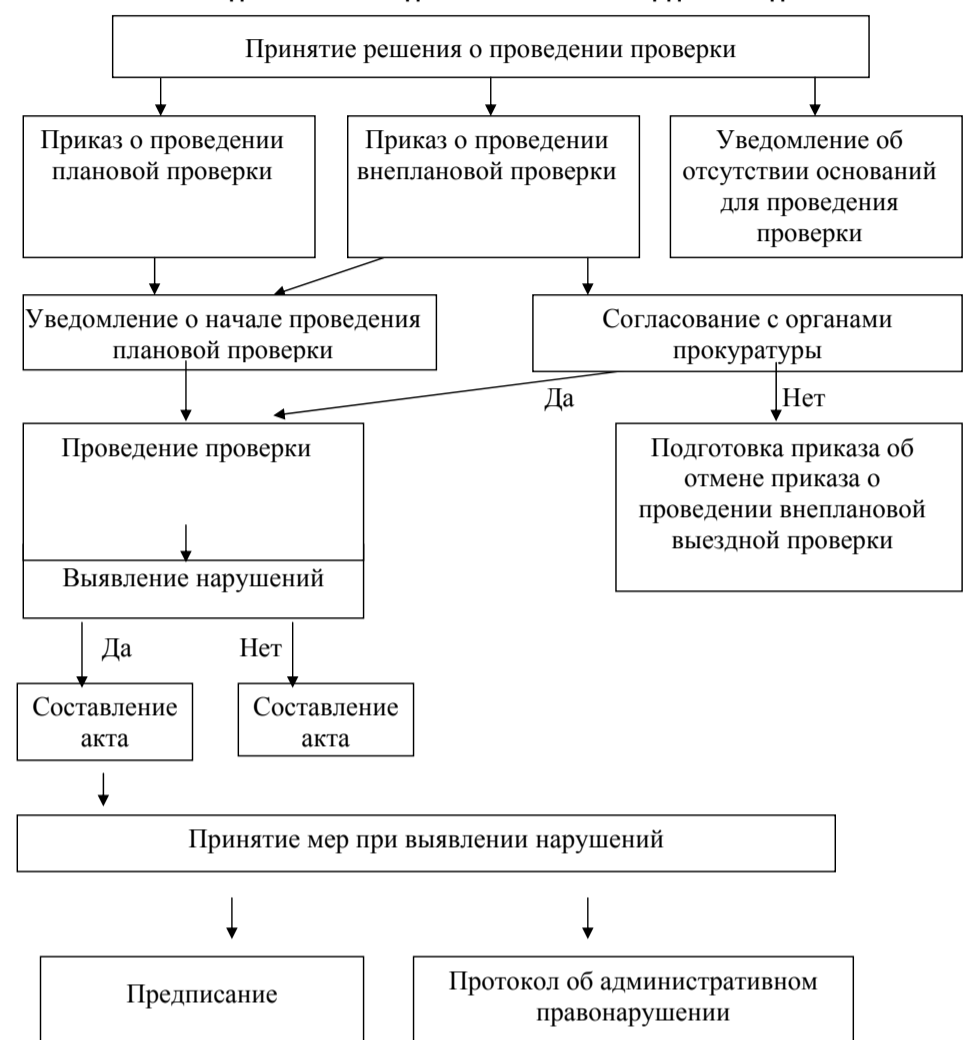 Принятие решения о проведении проверки
Приказ о проведении
плановой проверки
Приказ о проведении
внеплановой проверки
Уведомление об
отсутствии оснований
для проведения
проверки
Уведомление о начале проведения
плановой проверки
Согласование с органами
прокуратуры
Да
Нет
Проведение проверки
Подготовка приказа об
отмене приказа о
проведении внеплановой
выездной проверки
Выявление нарушений
Да
Нет
Составление
акта
Составление
акта
Принятие мер при выявлении нарушений
Предписание
Протокол об административном
правонарушении